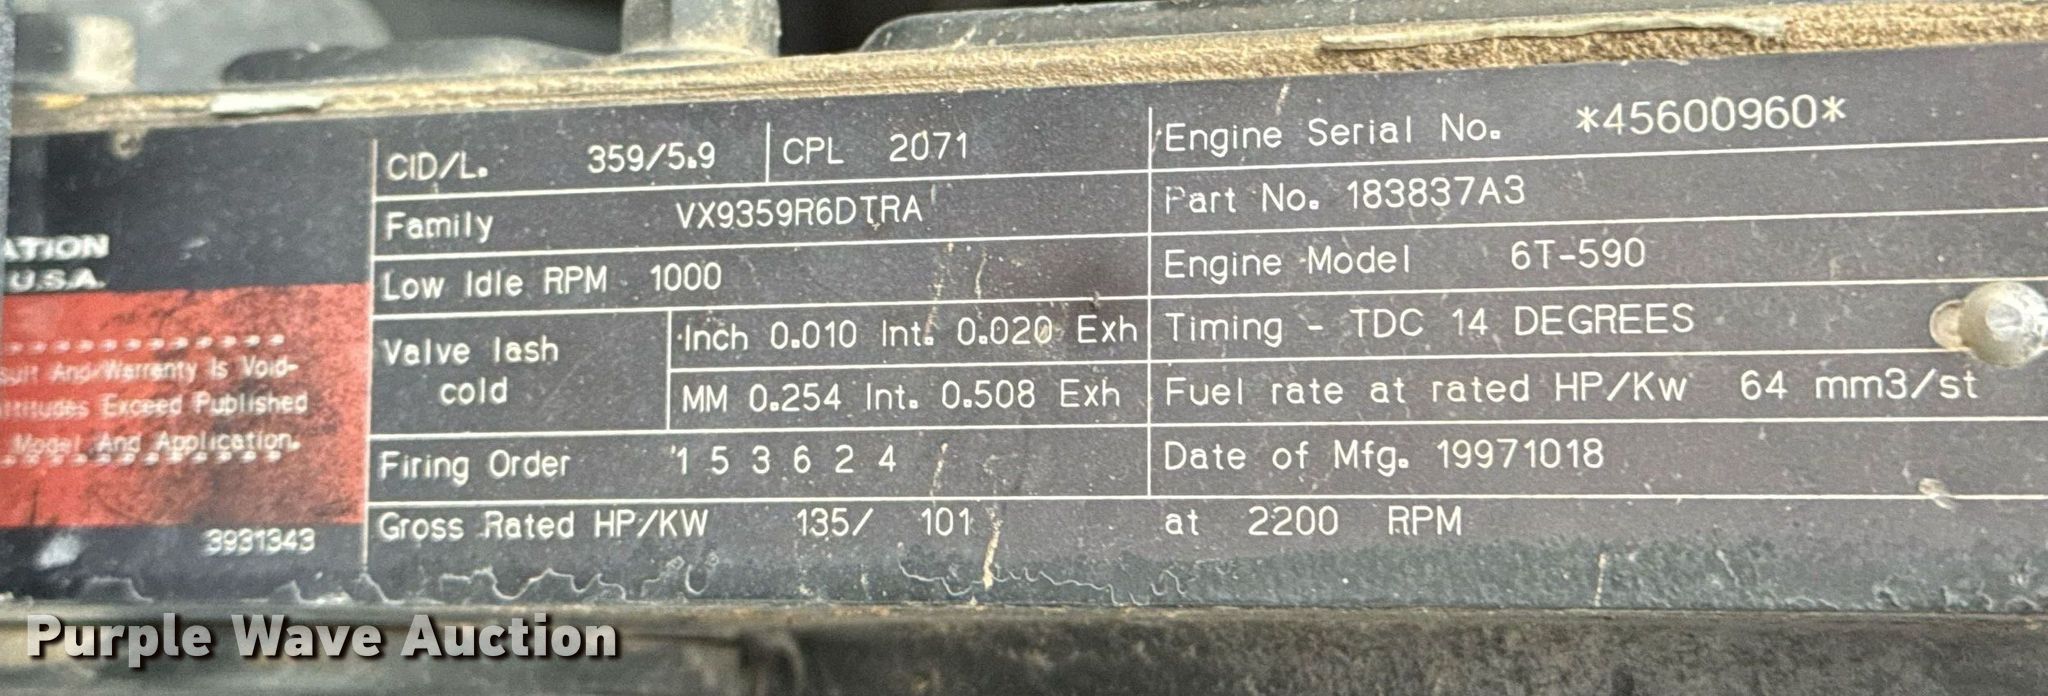 ATION
U.S.A.
sult And Warrenty Is Void-
ltitudes Exceed Published
Model And Application.
3931343
CID/L. 359/5.9 CPL 2071
Family VX9359R6DTRA
Low Idle RPM 1000
Valve lash cold
Inch 0.010 Int. 0.020 Exh
MM 0.254 Int. 0.508 Exh
Firing Order 1 5 3 6 2 4
Gross Rated HP/KW 135/ 101 at 2200 RPM
Engine Serial No. *45600960*
Part No. 183837A3
Engine Model 6T-590
Timing - TDC 14 DEGREES
Fuel rate at rated HP/Kw 64 mm3/st
Date of Mfg. 19971018
Purple Wave Auction